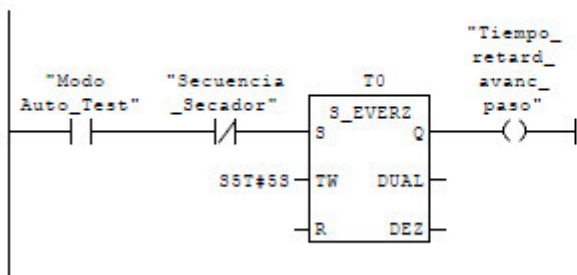 "Tiempo_
retard_
avanc_
paso"
"Modo
Auto_Test"
"Secuencia
_Secador"
T0
S_EVERZ
S
Q
S5T#5S
TW
DUAL
R
DEZ